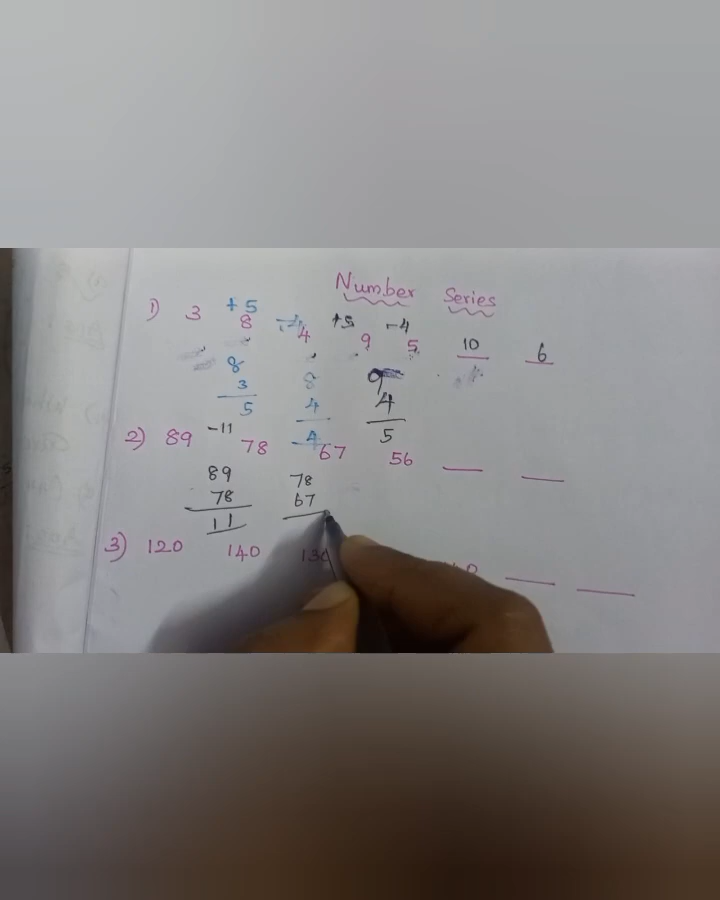 Number Series
1) 3 +5 8 -4 4 +5 9 -4 5 10 6
8 8 9
3 4 4
5 4 5
2) 89 -11 78 67 56
89 78
78 67
11
3) 120 140 130